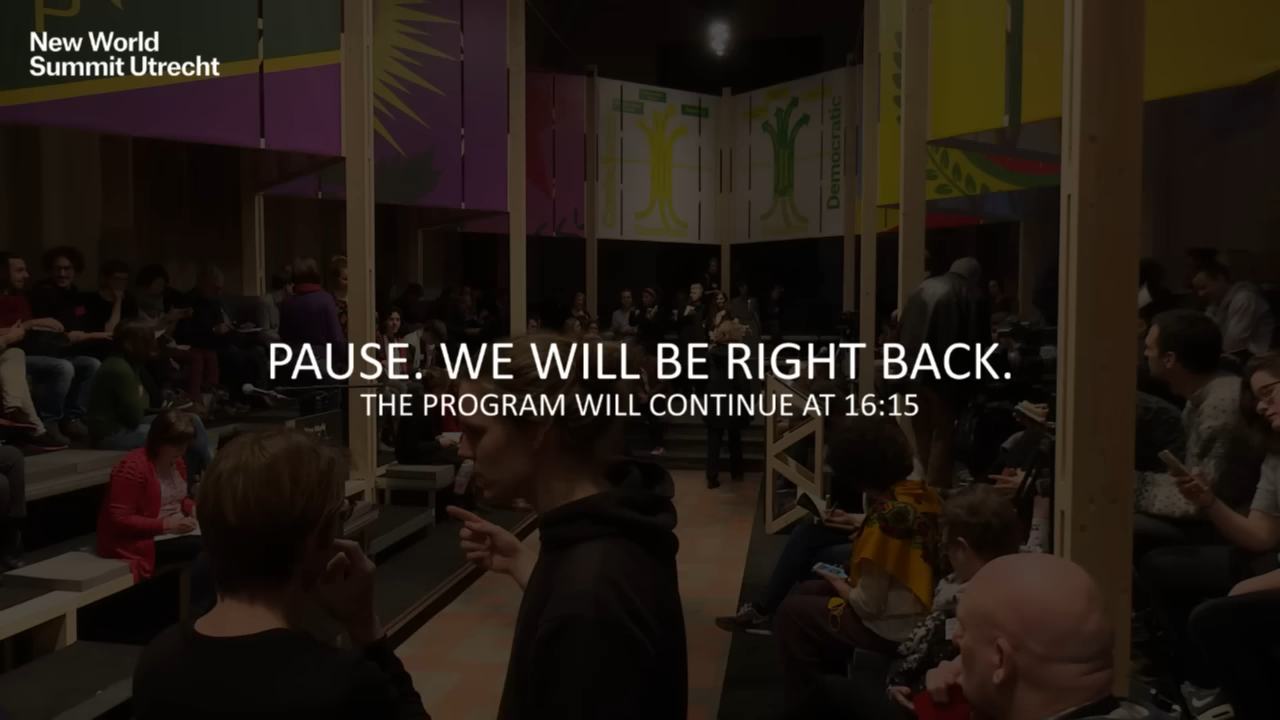 New World
Summit Utrecht
Democratic
PAUSE. WE WILL BE RIGHT BACK.
THE PROGRAM WILL CONTINUE AT 16:15